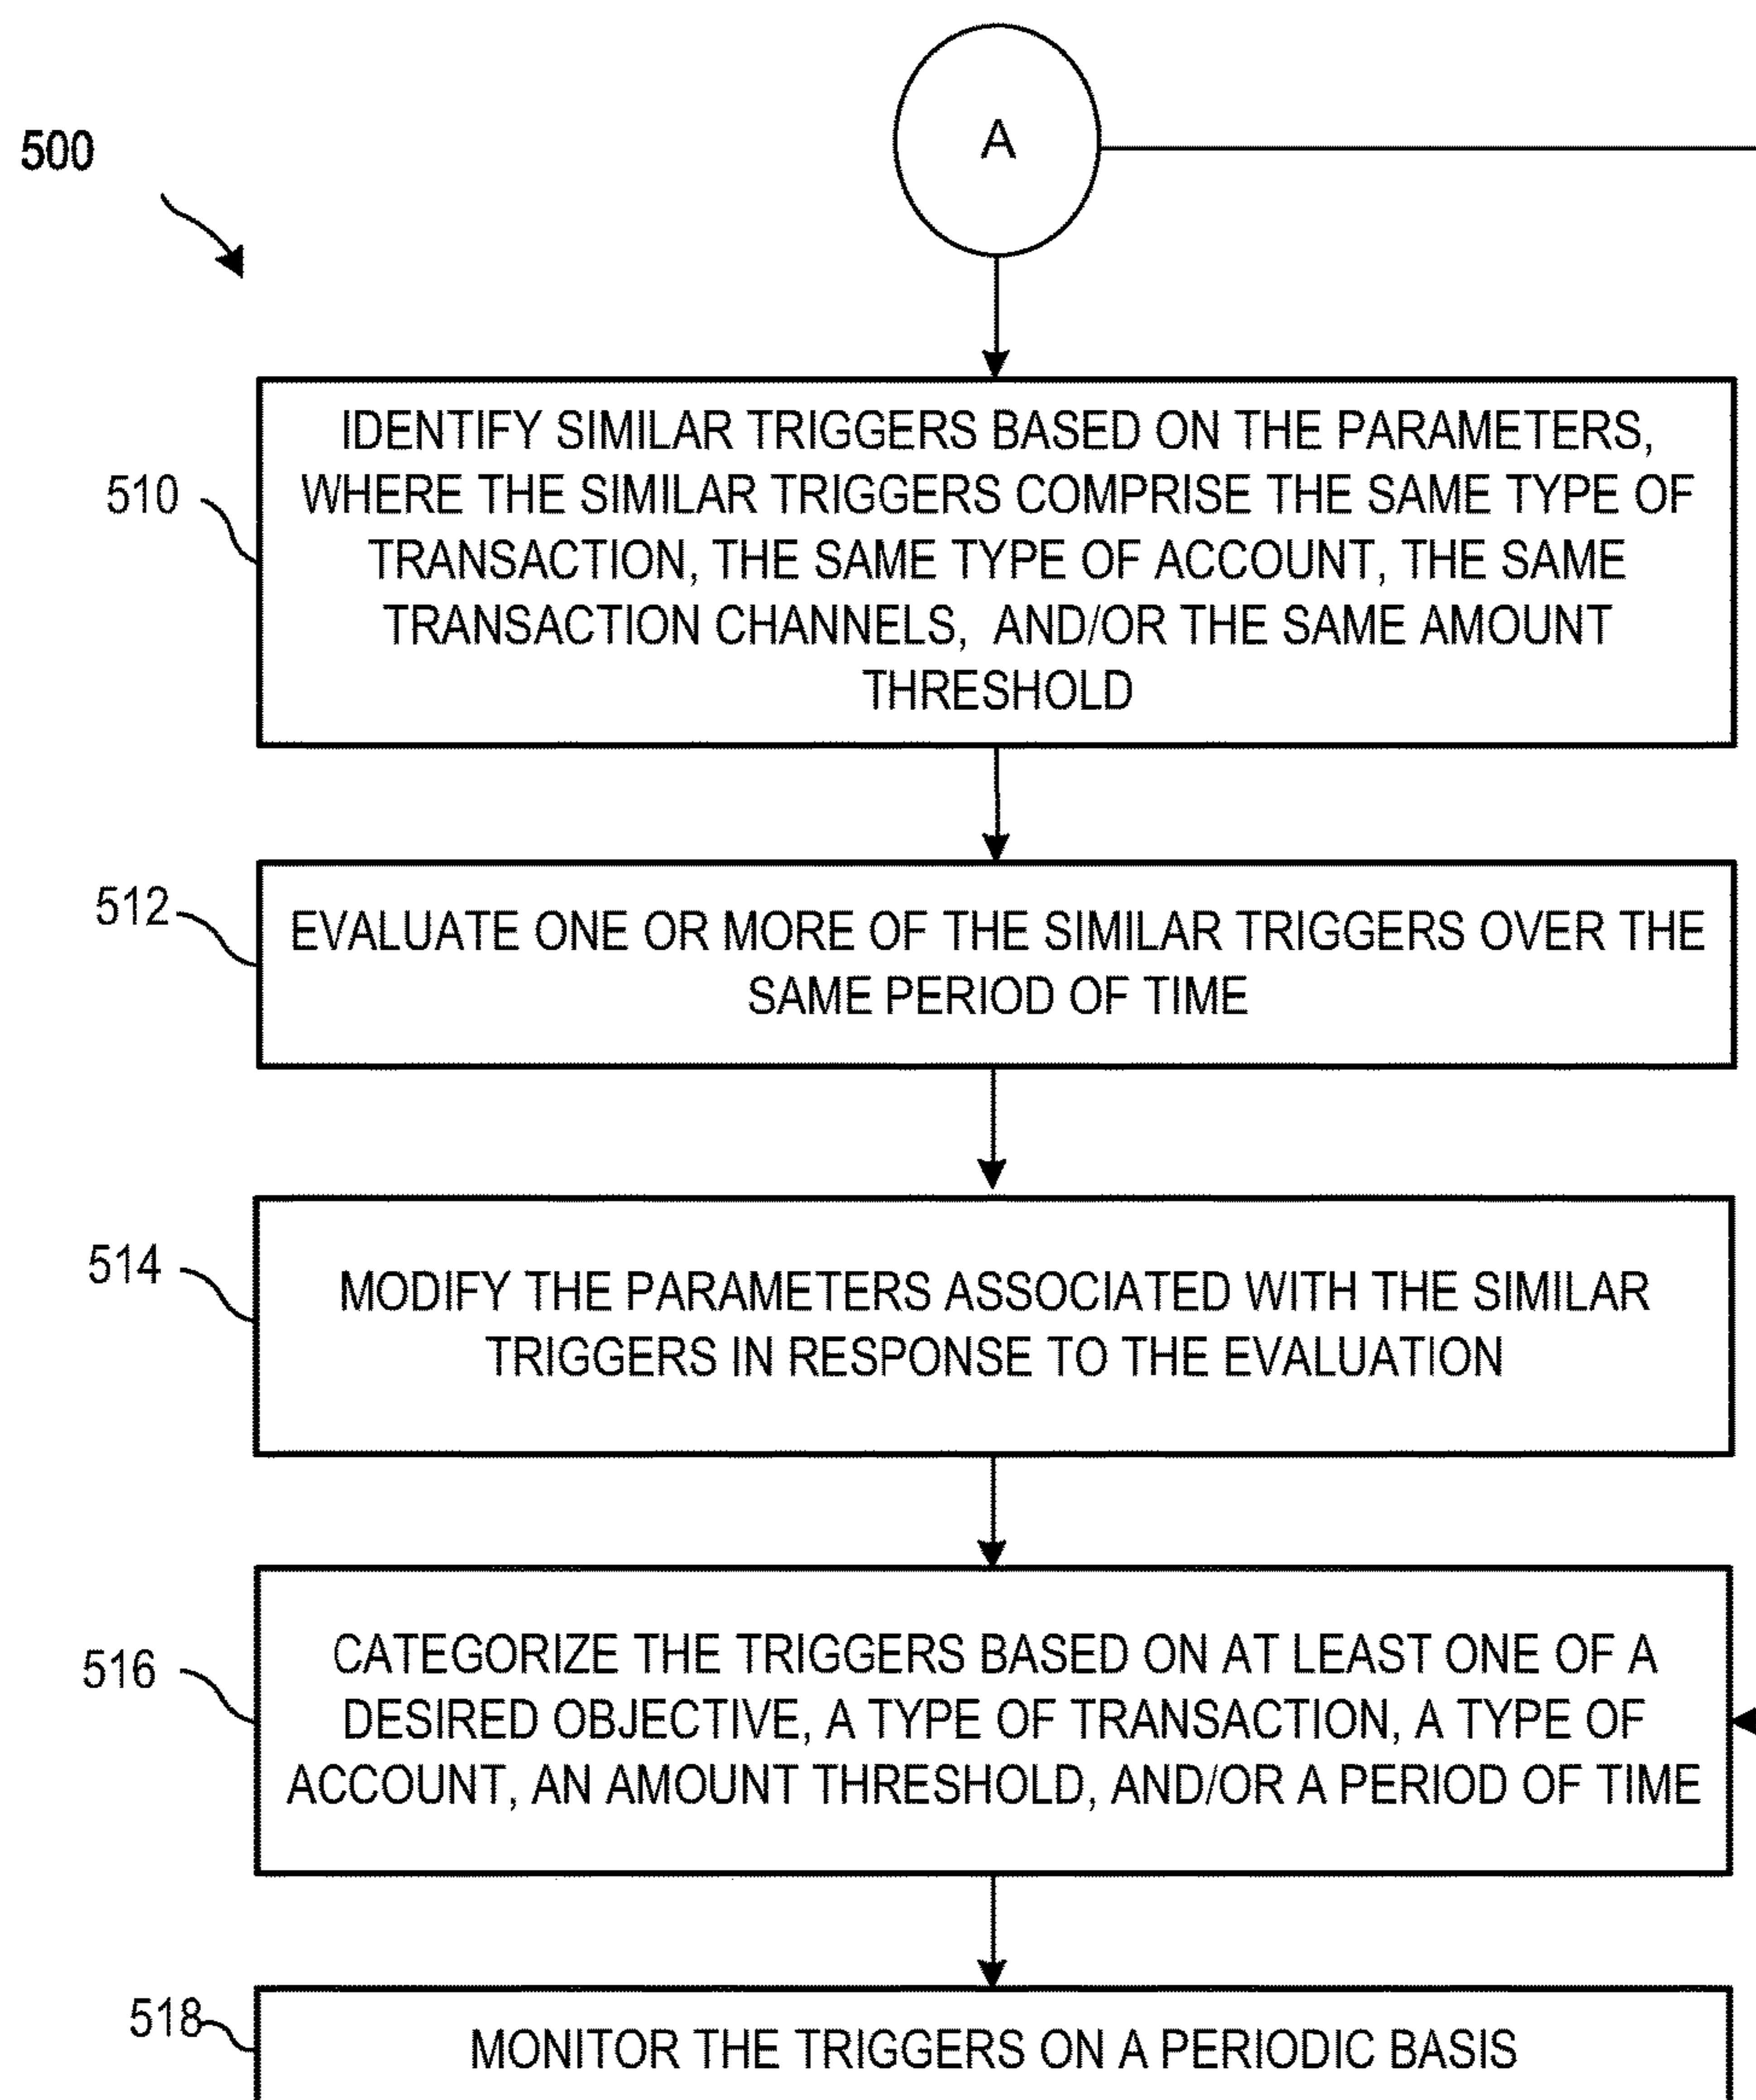 A
500
510
IDENTIFY SIMILAR TRIGGERS BASED ON THE PARAMETERS,
WHERE THE SIMILAR TRIGGERS COMPRISE THE SAME TYPE OF
TRANSACTION, THE SAME TYPE OF ACCOUNT, THE SAME
TRANSACTION CHANNELS, AND/OR THE SAME AMOUNT
THRESHOLD
512
EVALUATE ONE OR MORE OF THE SIMILAR TRIGGERS OVER THE
SAME PERIOD OF TIME
514
MODIFY THE PARAMETERS ASSOCIATED WITH THE SIMILAR
TRIGGERS IN RESPONSE TO THE EVALUATION
516
CATEGORIZE THE TRIGGERS BASED ON AT LEAST ONE OF A
DESIRED OBJECTIVE, A TYPE OF TRANSACTION, A TYPE OF
ACCOUNT, AN AMOUNT THRESHOLD, AND/OR A PERIOD OF TIME
518
MONITOR THE TRIGGERS ON A PERIODIC BASIS